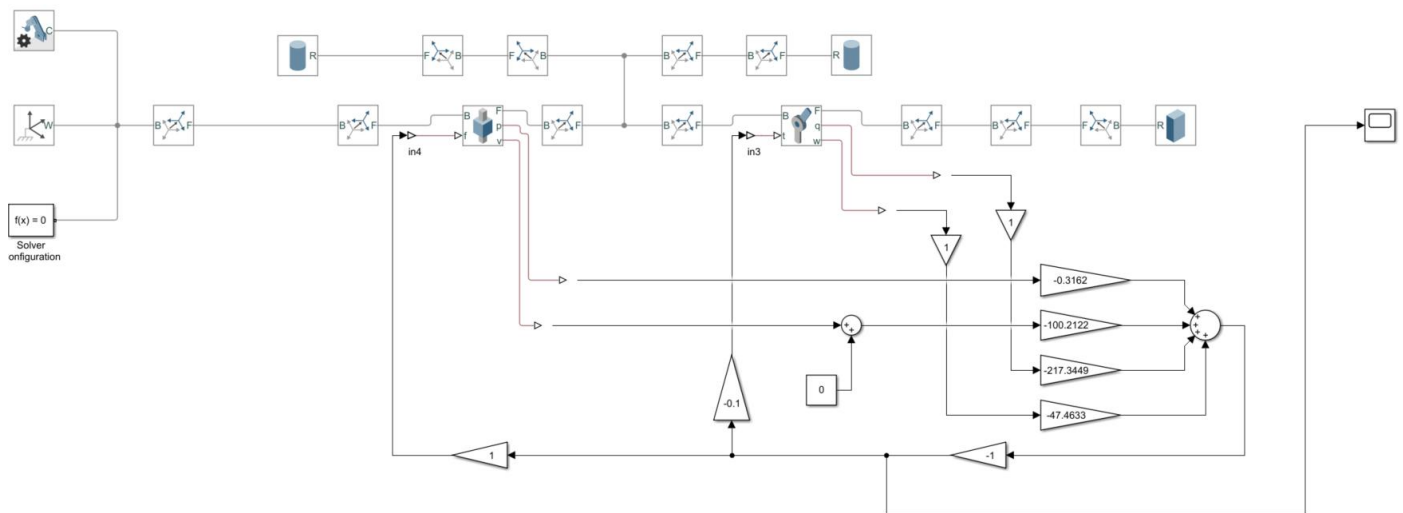 C
R F B F B B F B F R
W B F B F B F p v f B F B F B F q w t B F B F F B R
in4 in3
f(x) = 0
Solver
onfiguration
1
1
-0.3162
-100.2122
-217.3449
-47.4633
0
-0.1
1
-1
+ +
+ + + +